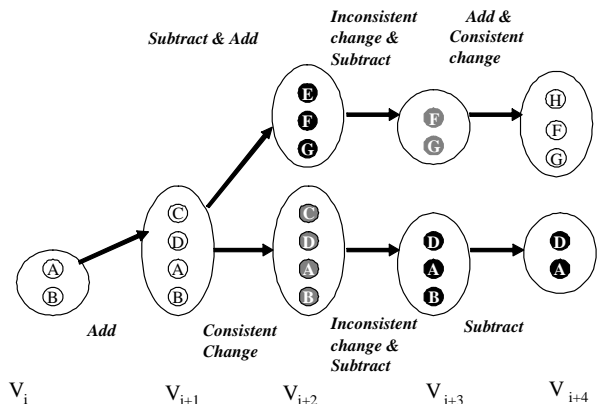 Subtract & Add
Inconsistent
change &
Subtract
Add &
Consistent
change
E
F
G
F
G
H
F
G
A
B
C
D
A
B
C
D
A
B
D
A
B
D
A
Add
Consistent
Change
Inconsistent
change &
Subtract
Subtract
Vi Vi+1 Vi+2 Vi+3 Vi+4